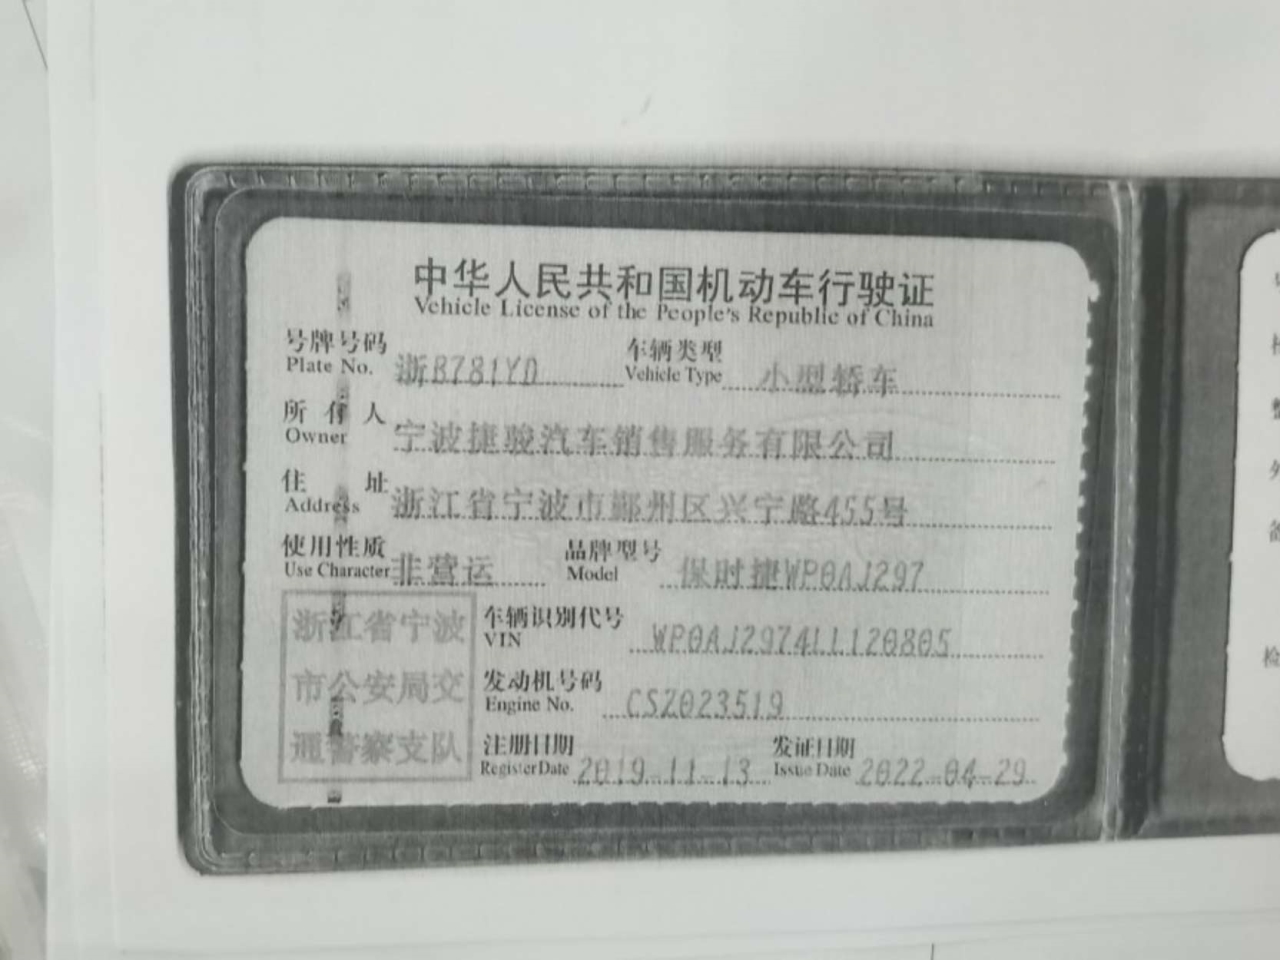 中华人民共和国机动车行驶证
Vehicle License of the People's Republic of China
号牌号码 浙B781YD 车辆类型 小型轿车
Plate No. Vehicle Type
所有人 宁波捷骏汽车销售服务有限公司
Owner
住址 浙江省宁波市鄞州区兴宁路455号
Address
使用性质 非营运 品牌型号 保时捷WP0AJ297
Use Character Model
浙江省宁波
市公安局交
通警察支队
车辆识别代号 WP0AJ2974LL120805
VIN
发动机号码 CSZ023519
Engine No.
注册日期 2019-11-13 发证日期 2022-04-29
Register Date Issue Date
检